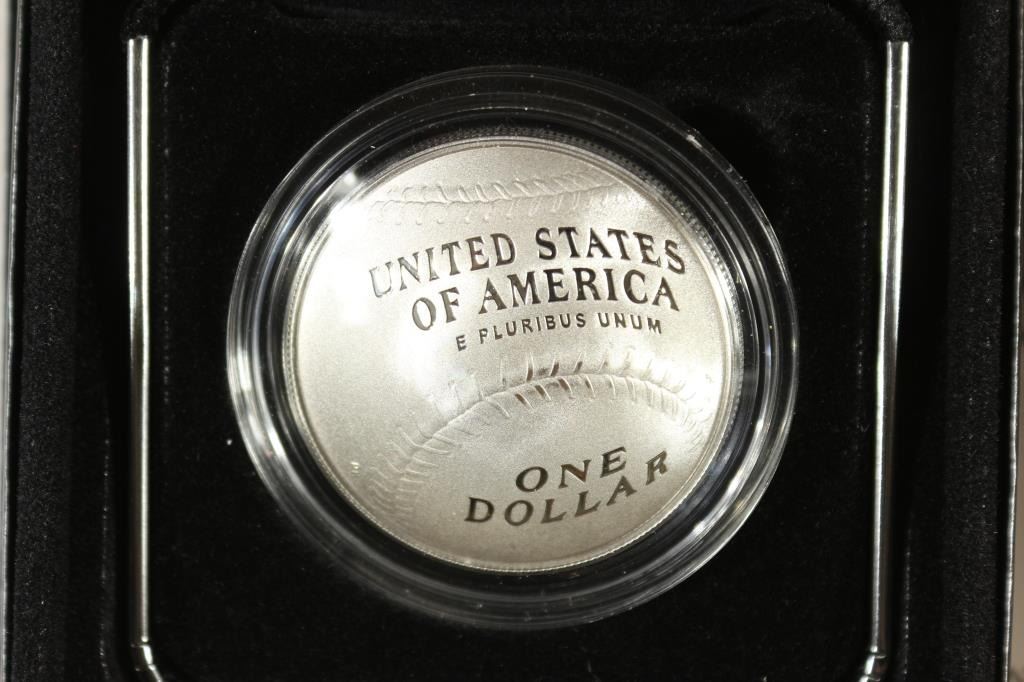 UNITED STATES
OF AMERICA
E PLURIBUS UNUM
ONE
DOLLAR